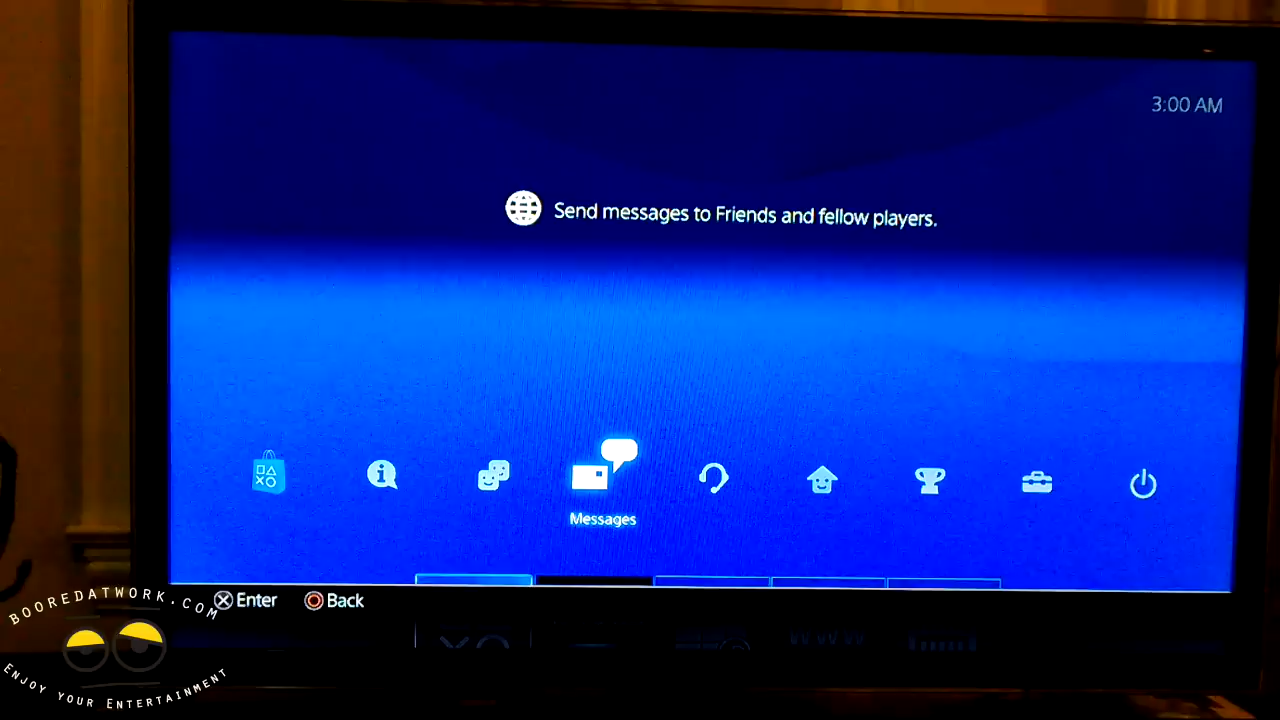 3:00 AM
Send messages to Friends and fellow players.
Messages
Enter
Back
BOOREDATWORK.COM
ENJOY YOUR ENTERTAINMENT